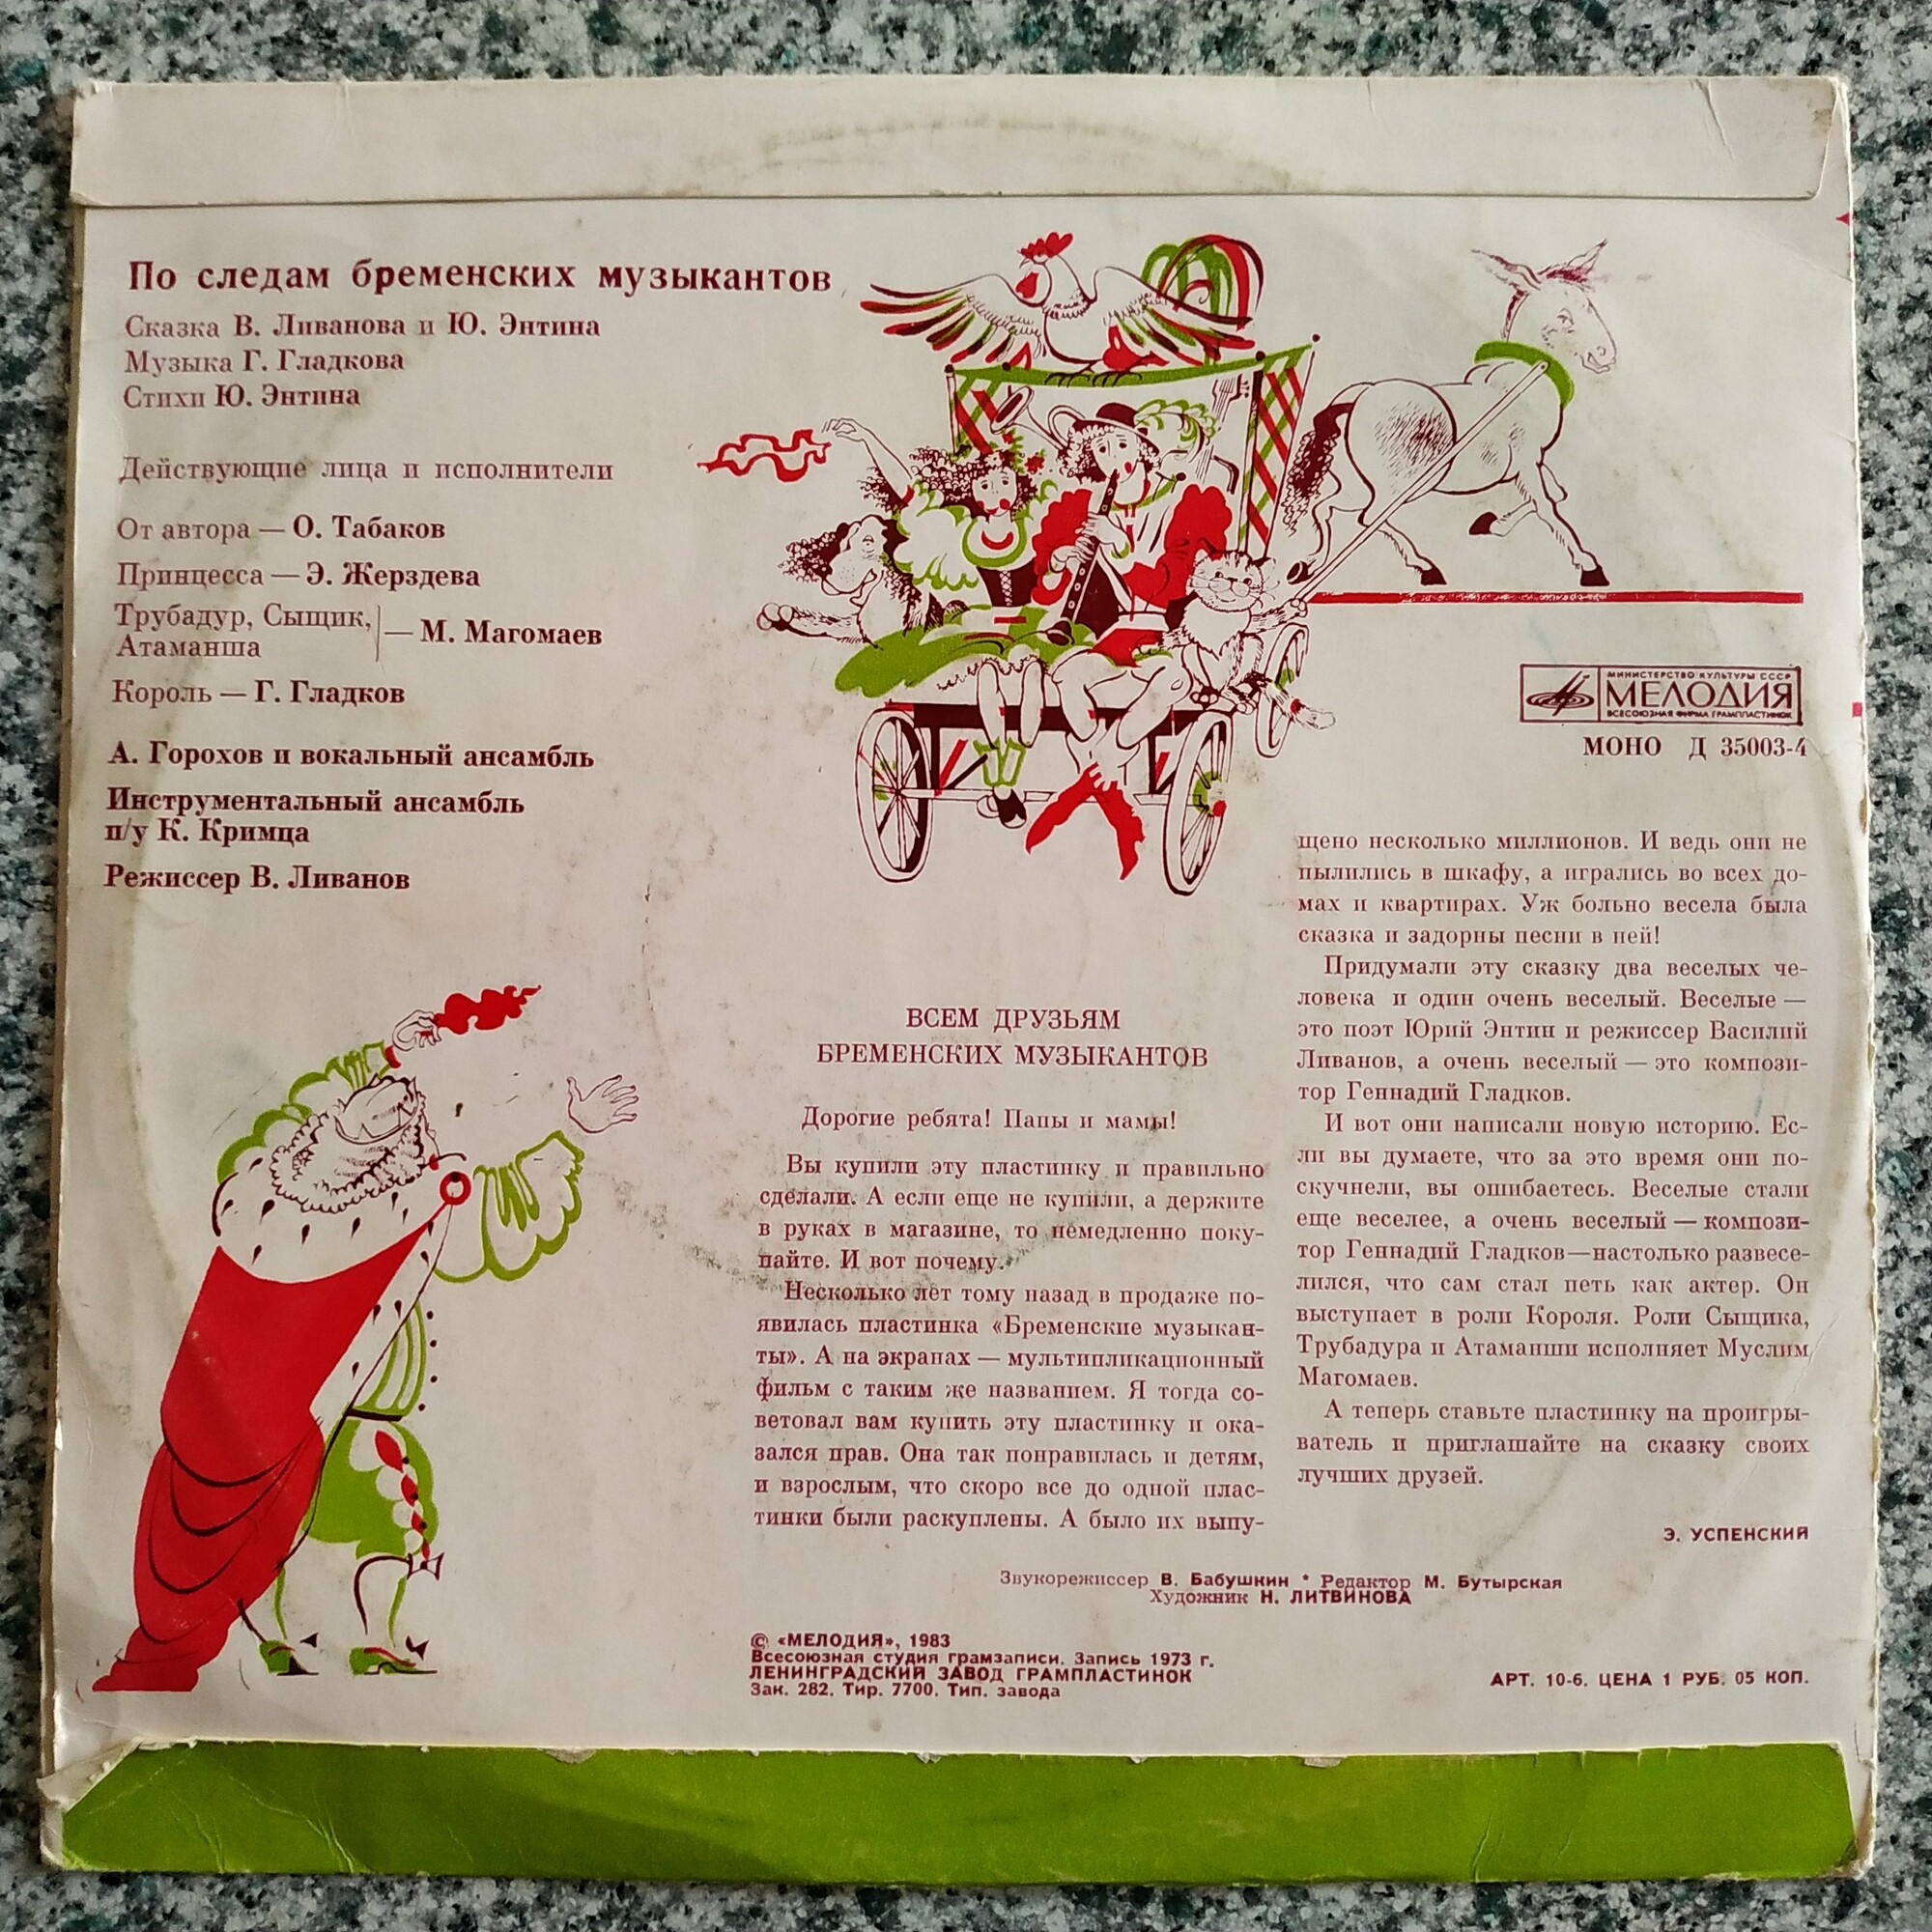 По следам бременских музыкантов
Сказка В. Ливанова и Ю. Энтина
Музыка Г. Гладкова
Стихи Ю. Энтина
Действующие лица и исполнители
От автора — О. Табаков
Принцесса — Э. Жерздева
Трубадур, Сыщик,
Атаманша — М. Магомаев
Король — Г. Гладков
А. Горохов и вокальный ансамбль
Инструментальный ансамбль
п/у К. Кримца
Режиссер В. Ливанов
МИНИСТЕРСТВО КУЛЬТУРЫ СССР
МЕЛОДИЯ
ВСЕСОЮЗНАЯ ФИРМА ГРАМПЛАСТИНОК
МОНО Д 35003-4
ВСЕМ ДРУЗЬЯМ
БРЕМЕНСКИХ МУЗЫКАНТОВ
Дорогие ребята! Папы и мамы!
Вы купили эту пластинку и правильно
сделали. А если еще не купили, а держите
в руках в магазине, то немедленно поку-
пайте. И вот почему.
Несколько лет тому назад в продаже по-
явилась пластинка «Бременские музыкан-
ты». А на экранах — мультипликационный
фильм с таким же названием. Я тогда со-
ветовал вам купить эту пластинку и ока-
зался прав. Она так понравилась и детям,
и взрослым, что скоро все до одной плас-
тинки были раскуплены. А было их выпу-
щено несколько миллионов. И ведь они не
пылились в шкафу, а игрались во всех до-
мах и квартирах. Уж больно весела была
сказка и задорны песни в ней!
Придумали эту сказку два веселых че-
ловека и один очень веселый. Веселые —
это поэт Юрий Энтин и режиссер Василий
Ливанов, а очень веселый — это компози-
тор Геннадий Гладков.
И вот они написали новую историю. Ес-
ли вы думаете, что за это время они по-
скучнели, вы ошибаетесь. Веселые стали
еще веселее, а очень веселый — компози-
тор Геннадий Гладков—настолько развесе-
лился, что сам стал петь как актер. Он
выступает в роли Короля. Роли Сыщика,
Трубадура и Атаманши исполняет Муслим
Магомаев.
А теперь ставьте пластинку на проигры-
ватель и приглашайте на сказку своих
лучших друзей.
Э. УСПЕНСКИЙ
Звукорежиссер В. Бабушкин * Редактор М. Бутырская
Художник Н. ЛИТВИНОВА
© «МЕЛОДИЯ», 1983
Всесоюзная студия грамзаписи. Запись 1973 г.
ЛЕНИНГРАДСКИЙ ЗАВОД ГРАМПЛАСТИНОК
Зак. 282. Тир. 7700. Тип. завода
АРТ. 10-6. ЦЕНА 1 РУБ. 05 КОП.